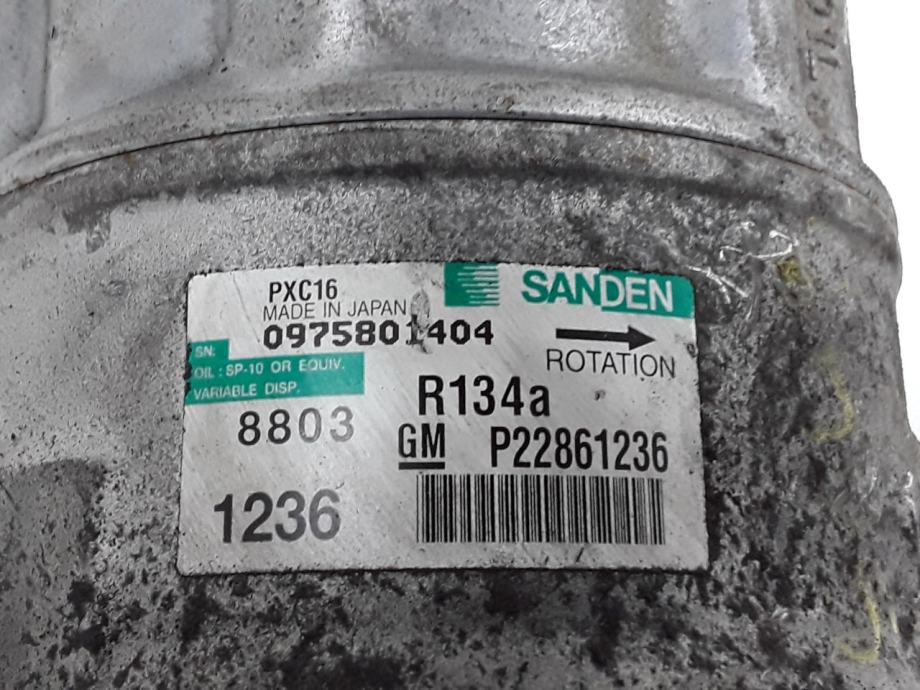 PXC16
MADE IN JAPAN
SANDEN
SN:
0975801404
ROTATION
OIL : SP-10 OR EQUIV.
VARIABLE DISP.
R134a
8803
GM P22861236
1236